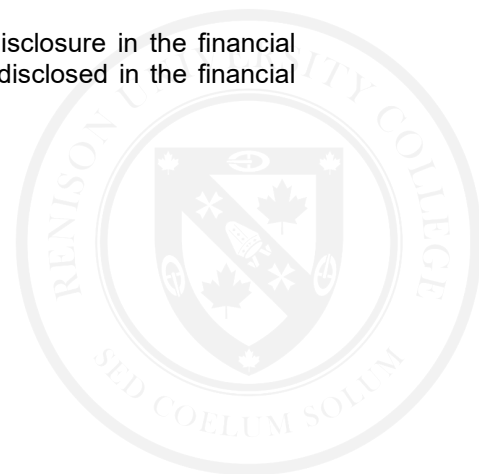 isclosure in the financial
disclosed in the financial
RENISON UNIVERSITY COLLEGE
SED COELUM SOLUM